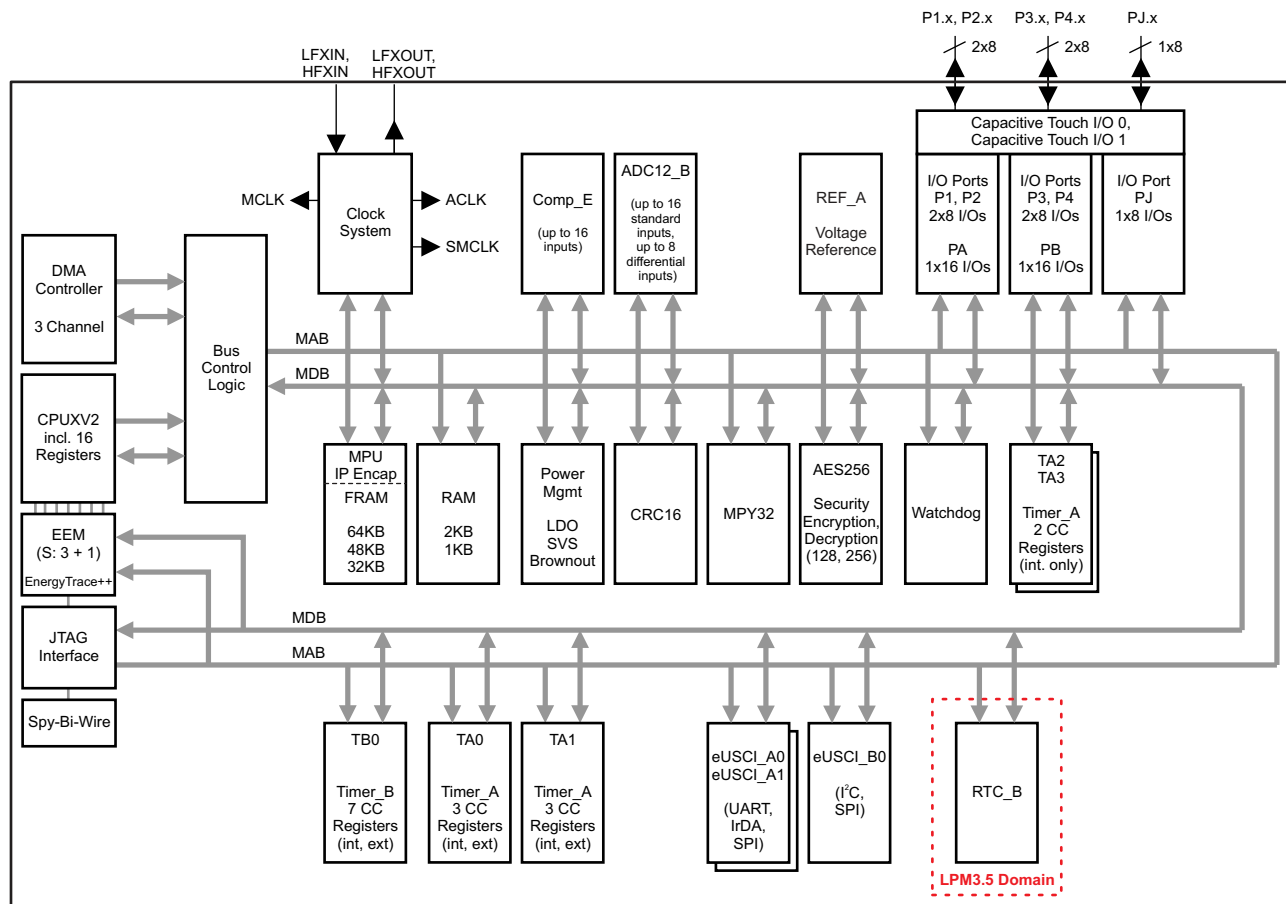 P1.x, P2.x
P3.x, P4.x
PJ.x
2x8
2x8
1x8
LFXIN,
HFXIN
LFXOUT,
HFXOUT
Capacitive Touch I/O 0,
Capacitive Touch I/O 1
MCLK
Clock
System
ACLK
SMCLK
Comp_E
(up to 16
inputs)
ADC12_B
(up to 16
standard
inputs,
up to 8
differential
inputs)
REF_A
Voltage
Reference
I/O Ports
P1, P2
2x8 I/Os
PA
1x16 I/Os
I/O Ports
P3, P4
2x8 I/Os
PB
1x16 I/Os
I/O Port
PJ
1x8 I/Os
DMA
Controller
3 Channel
Bus
Control
Logic
MAB
MDB
CPUXV2
incl. 16
Registers
MPU
IP Encap
FRAM
64KB
48KB
32KB
RAM
2KB
1KB
Power
Mgmt
LDO
SVS
Brownout
CRC16
MPY32
AES256
Security
Encryption,
Decryption
(128, 256)
Watchdog
TA2
TA3
Timer_A
2 CC
Registers
(int. only)
EEM
(S: 3 + 1)
EnergyTrace++
MDB
MAB
JTAG
Interface
Spy-Bi-Wire
TB0
Timer_B
7 CC
Registers
(int, ext)
TA0
Timer_A
3 CC
Registers
(int, ext)
TA1
Timer_A
3 CC
Registers
(int, ext)
eUSCI_A0
eUSCI_A1
(UART,
IrDA,
SPI)
eUSCI_B0
(I²C,
SPI)
RTC_B
LPM3.5 Domain